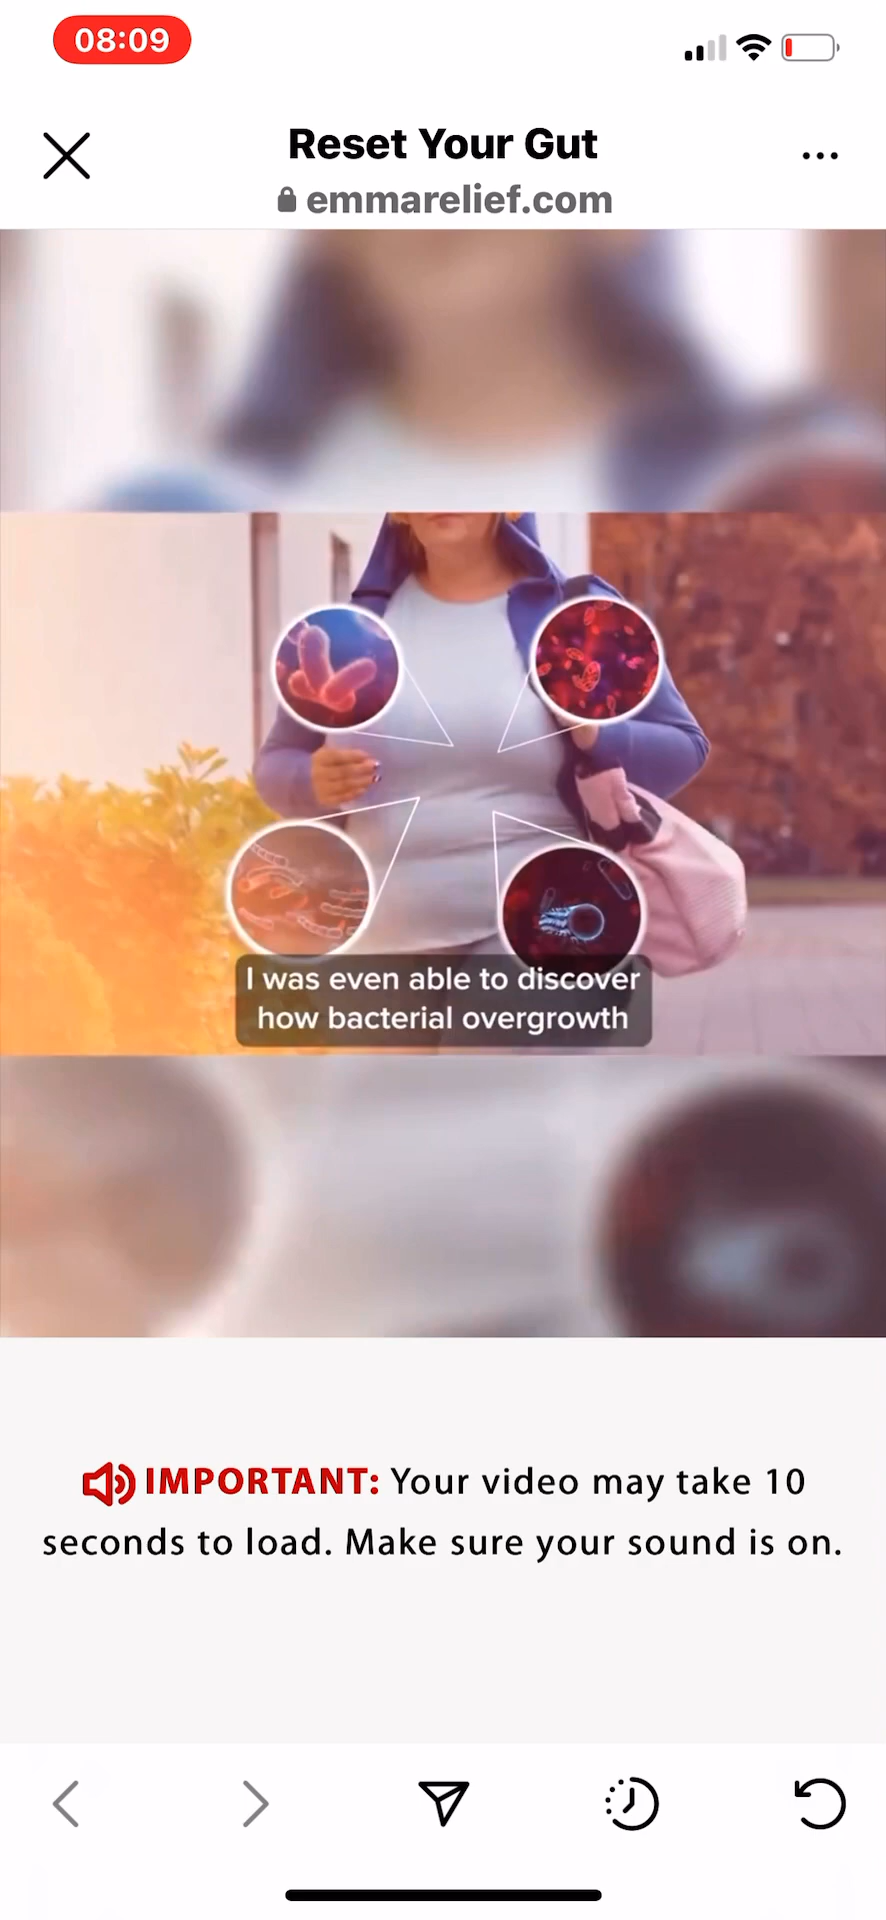 08:09
Reset Your Gut
emmarelief.com
I was even able to discover
how bacterial overgrowth
IMPORTANT: Your video may take 10
seconds to load. Make sure your sound is on.